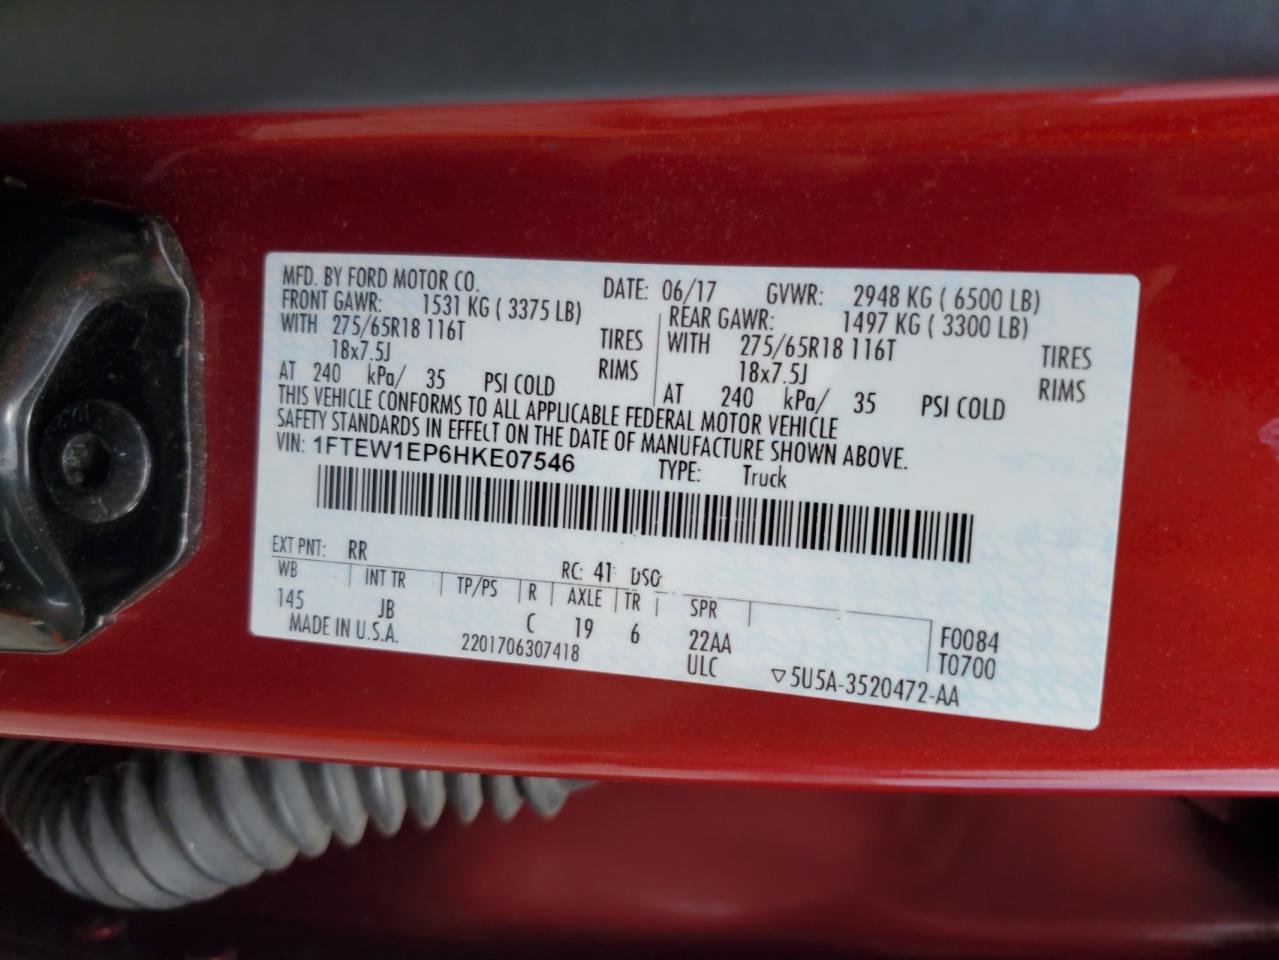 MFD. BY FORD MOTOR CO. DATE: 06/17 GVWR: 2948 KG ( 6500 LB)
FRONT GAWR: 1531 KG ( 3375 LB) REAR GAWR: 1497 KG ( 3300 LB)
WITH 275/65R18 116T TIRES WITH 275/65R18 116T TIRES
18x7.5J RIMS 18x7.5J RIMS
AT 240 kPa/ 35 PSI COLD AT 240 kPa/ 35 PSI COLD
THIS VEHICLE CONFORMS TO ALL APPLICABLE FEDERAL MOTOR VEHICLE
SAFETY STANDARDS IN EFFECT ON THE DATE OF MANUFACTURE SHOWN ABOVE.
VIN: 1FTEW1EP6HKE07546 TYPE: Truck
EXT PNT: RR RC: 41 DSO:
WB INT TR TP/PS R AXLE TR SPR
145 JB C 19 6 22AA F0084
MADE IN U.S.A. 2201706307418 ULC ▽5U5A-3520472-AA T0700